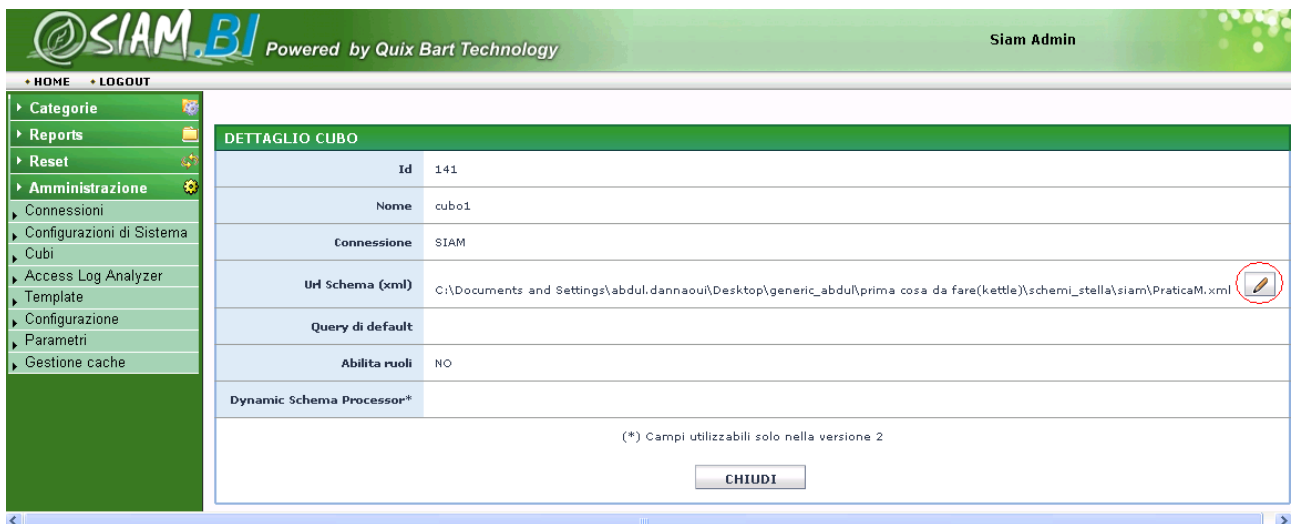 SIAM.BI Powered by Quix Bart Technology
Siam Admin
HOME LOGOUT
Categorie
Reports
Reset
Amministrazione
Connessioni
Configurazioni di Sistema
Cubi
Access Log Analyzer
Template
Configurazione
Parametri
Gestione cache
DETTAGLIO CUBO
Id 141
Nome cubo1
Connessione SIAM
Url Schema (xml) C:\Documents and Settings\abdul.dannaoui\Desktop\generic_abdul\prima cosa da fare(kettle)\schemi_stella\siam\PraticaM.xml
Query di default
Abilita ruoli NO
Dynamic Schema Processor*
(*) Campi utilizzabili solo nella versione 2
CHIUDI